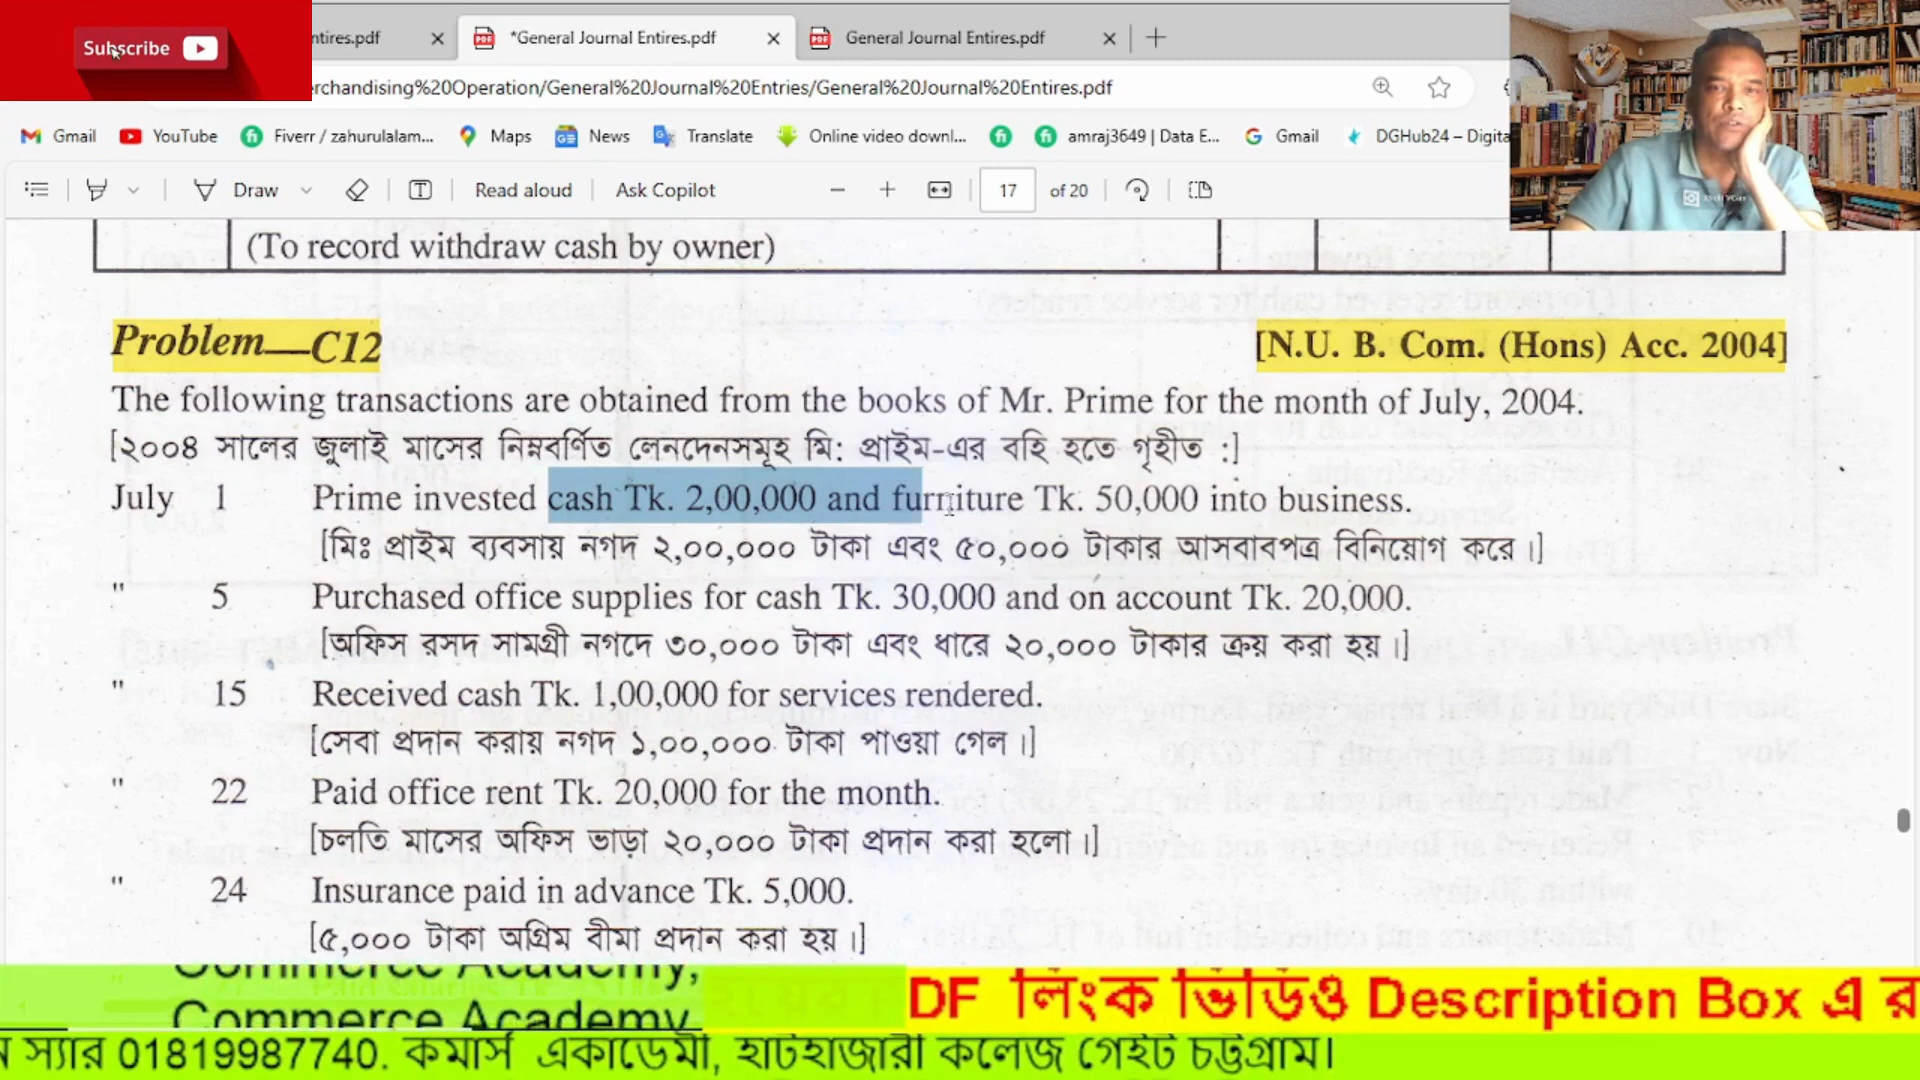 Subscribe
ntires.pdf
*General Journal Entires.pdf
General Journal Entires.pdf
erchandising%20Operation/General%20Journal%20Entries/General%20Journal%20Entires.pdf
Gmail
YouTube
Fiverr / zahurulalam...
Maps
News
Translate
Online video downl...
amraj3649 | Data E...
Gmail
DGHub24 – Digita
Draw
Read aloud
Ask Copilot
17
of 20
(To record withdraw cash by owner)
Problem—C12
[N.U. B. Com. (Hons) Acc. 2004]
The following transactions are obtained from the books of Mr. Prime for the month of July, 2004.
[২০০৪ সালের জুলাই মাসের নিম্নবর্ণিত লেনদেনসমূহ মি: প্রাইম-এর বহি হতে গৃহীত :]
July 1 Prime invested cash Tk. 2,00,000 and furniture Tk. 50,000 into business.
[মিঃ প্রাইম ব্যবসায় নগদ ২,০০,০০০ টাকা এবং ৫০,০০০ টাকার আসবাবপত্র বিনিয়োগ করে।]
" 5 Purchased office supplies for cash Tk. 30,000 and on account Tk. 20,000.
[অফিস রসদ সামগ্রী নগদে ৩০,০০০ টাকা এবং ধারে ২০,০০০ টাকার ক্রয় করা হয়।]
" 15 Received cash Tk. 1,00,000 for services rendered.
[সেবা প্রদান করায় নগদ ১,০০,০০০ টাকা পাওয়া গেল।]
" 22 Paid office rent Tk. 20,000 for the month.
[চলতি মাসের অফিস ভাড়া ২০,০০০ টাকা প্রদান করা হলো।]
" 24 Insurance paid in advance Tk. 5,000.
[৫,০০০ টাকা অগ্রিম বীমা প্রদান করা হয়।]
Commerce Academy,
Commerce Academy
DF লিংক ভিডিও Description Box এ র
ন স্যার 01819987740. কমার্স একাডেমী, হাটহাজারী কলেজ গেইট চট্টগ্রাম।